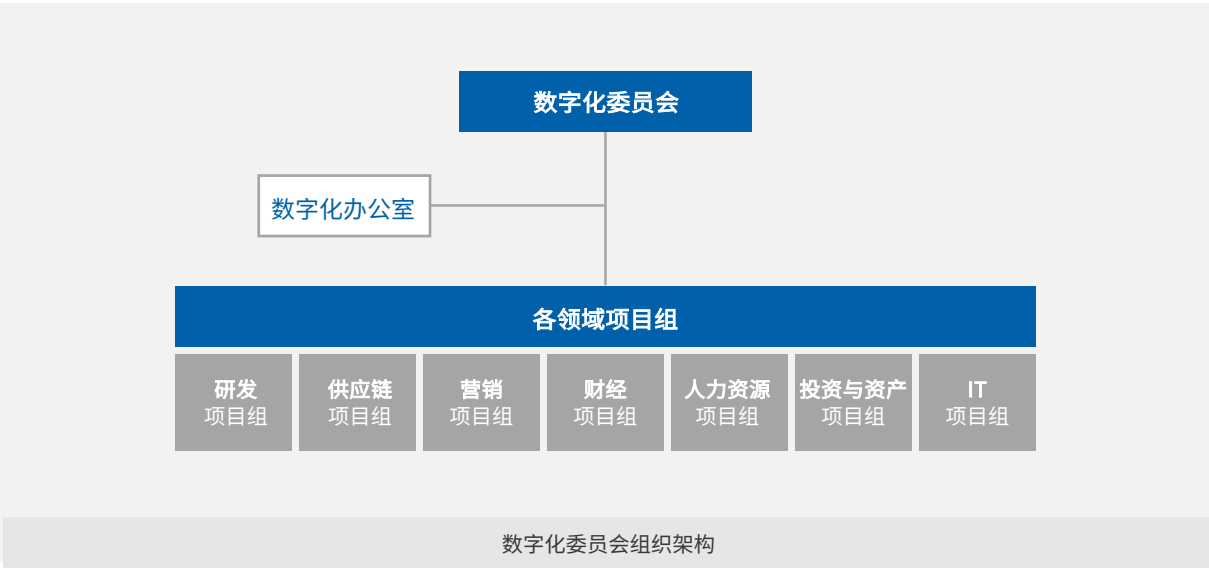 数字化委员会
数字化办公室
各领域项目组
研发
项目组
供应链
项目组
营销
项目组
财经
项目组
人力资源
项目组
投资与资产
项目组
IT
项目组
数字化委员会组织架构